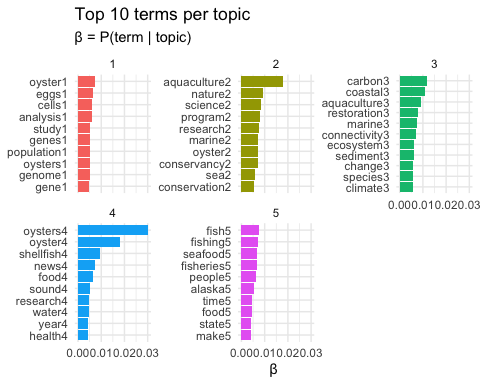 Top 10 terms per topic
β = P(term | topic)
1
oyster1
eggs1
cells1
analysis1
study1
genes1
population1
oysters1
genome1
gene1
2
aquaculture2
nature2
science2
program2
research2
marine2
oyster2
conservancy2
sea2
conservation2
3
carbon3
coastal3
aquaculture3
restoration3
marine3
connectivity3
ecosystem3
sediment3
change3
species3
climate3
0.000.010.020.03
4
oysters4
oyster4
shellfish4
news4
food4
sound4
research4
water4
year4
health4
0.000.010.020.03
5
fish5
fishing5
seafood5
fisheries5
people5
alaska5
time5
food5
state5
make5
0.000.010.020.03
β